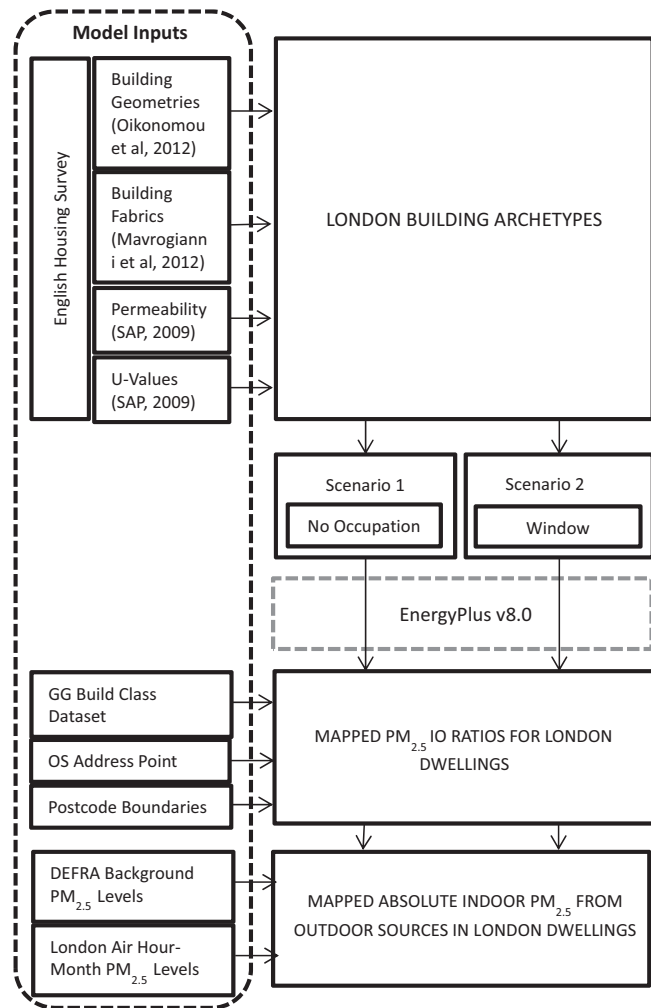 Model Inputs
English Housing Survey
Building
Geometries
(Oikonomou
et al, 2012)
Building
Fabrics
(Mavrogiann
i et al, 2012)
Permeability
(SAP, 2009)
U-Values
(SAP, 2009)
LONDON BUILDING ARCHETYPES
Scenario 1
No Occupation
Scenario 2
Window
EnergyPlus v8.0
GG Build Class
Dataset
OS Address Point
Postcode Boundaries
MAPPED PM2.5 IO RATIOS FOR LONDON
DWELLINGS
DEFRA Background
PM2.5 Levels
London Air Hour-
Month PM2.5 Levels
MAPPED ABSOLUTE INDOOR PM2.5 FROM
OUTDOOR SOURCES IN LONDON DWELLINGS